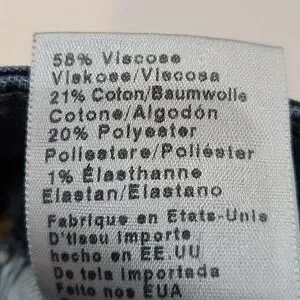 58% Viscose
Viskose/Viscosa
21% Coton/Baumwolle
Cotone/Algodón
20% Polyester
Poliestere/Poliéster
1% Élasthanne
Elastan/Elastano
Fabrique en Etats-Unis
D'tissu importe
hecho en EE.UU
De tela importada
Feito nos EUA